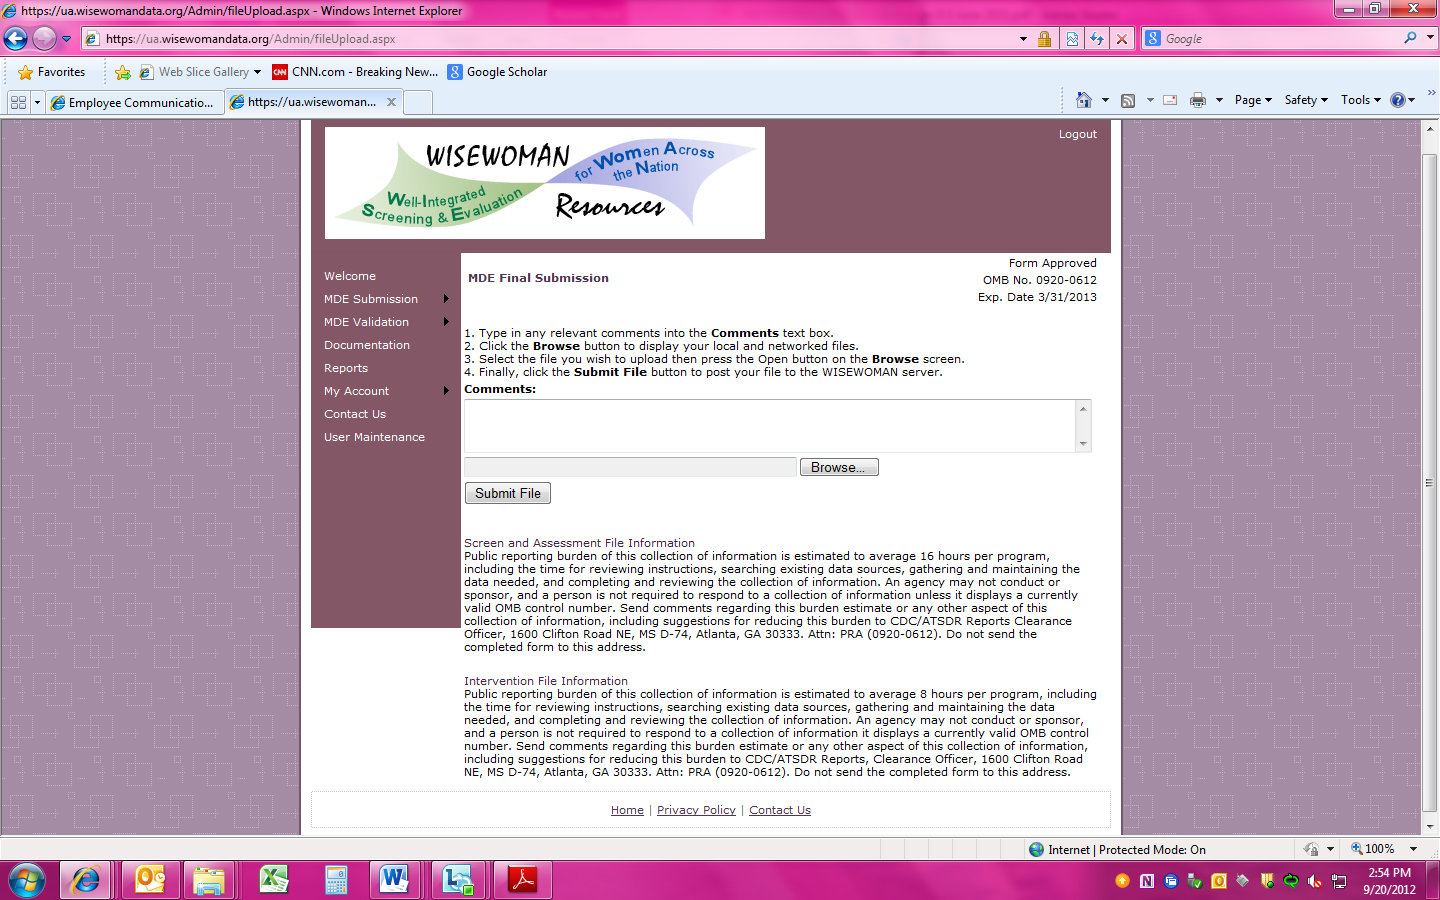 https://ua.wisewomandata.org/Admin/fileUpload.aspx - Windows Internet Explorer
https://ua.wisewomandata.org/Admin/fileUpload.aspx
Google
Favorites
Web Slice Gallery
CNN.com - Breaking New...
Google Scholar
Employee Communicatio...
https://ua.wisewoman...
Page
Safety
Tools
Logout
WISEWOMAN
for Women Across
the Nation
Well-Integrated
Screening & Evaluation
Resources
Welcome
MDE Submission
MDE Validation
Documentation
Reports
My Account
Contact Us
User Maintenance
MDE Final Submission
Form Approved
OMB No. 0920-0612
Exp. Date 3/31/2013
1. Type in any relevant comments into the Comments text box.
2. Click the Browse button to display your local and networked files.
3. Select the file you wish to upload then press the Open button on the Browse screen.
4. Finally, click the Submit File button to post your file to the WISEWOMAN server.
Comments:
Browse...
Submit File
Screen and Assessment File Information
Public reporting burden of this collection of information is estimated to average 16 hours per program,
including the time for reviewing instructions, searching existing data sources, gathering and maintaining the
data needed, and completing and reviewing the collection of information. An agency may not conduct or
sponsor, and a person is not required to respond to a collection of information unless it displays a currently
valid OMB control number. Send comments regarding this burden estimate or any other aspect of this
collection of information, including suggestions for reducing this burden to CDC/ATSDR Reports Clearance
Officer, 1600 Clifton Road NE, MS D-74, Atlanta, GA 30333. Attn: PRA (0920-0612). Do not send the
completed form to this address.
Intervention File Information
Public reporting burden of this collection of information is estimated to average 8 hours per program, including
the time for reviewing instructions, searching existing data sources, gathering and maintaining the data
needed, and completing and reviewing the collection of information. An agency may not conduct or sponsor,
and a person is not required to respond to a collection of information it displays a currently valid OMB control
number. Send comments regarding this burden estimate or any other aspect of this collection of information,
including suggestions for reducing this burden to CDC/ATSDR Reports, Clearance Officer, 1600 Clifton Road
NE, MS D-74, Atlanta, GA 30333. Attn: PRA (0920-0612). Do not send the completed form to this address.
Home | Privacy Policy | Contact Us
Internet | Protected Mode: On
100%
2:54 PM
9/20/2012